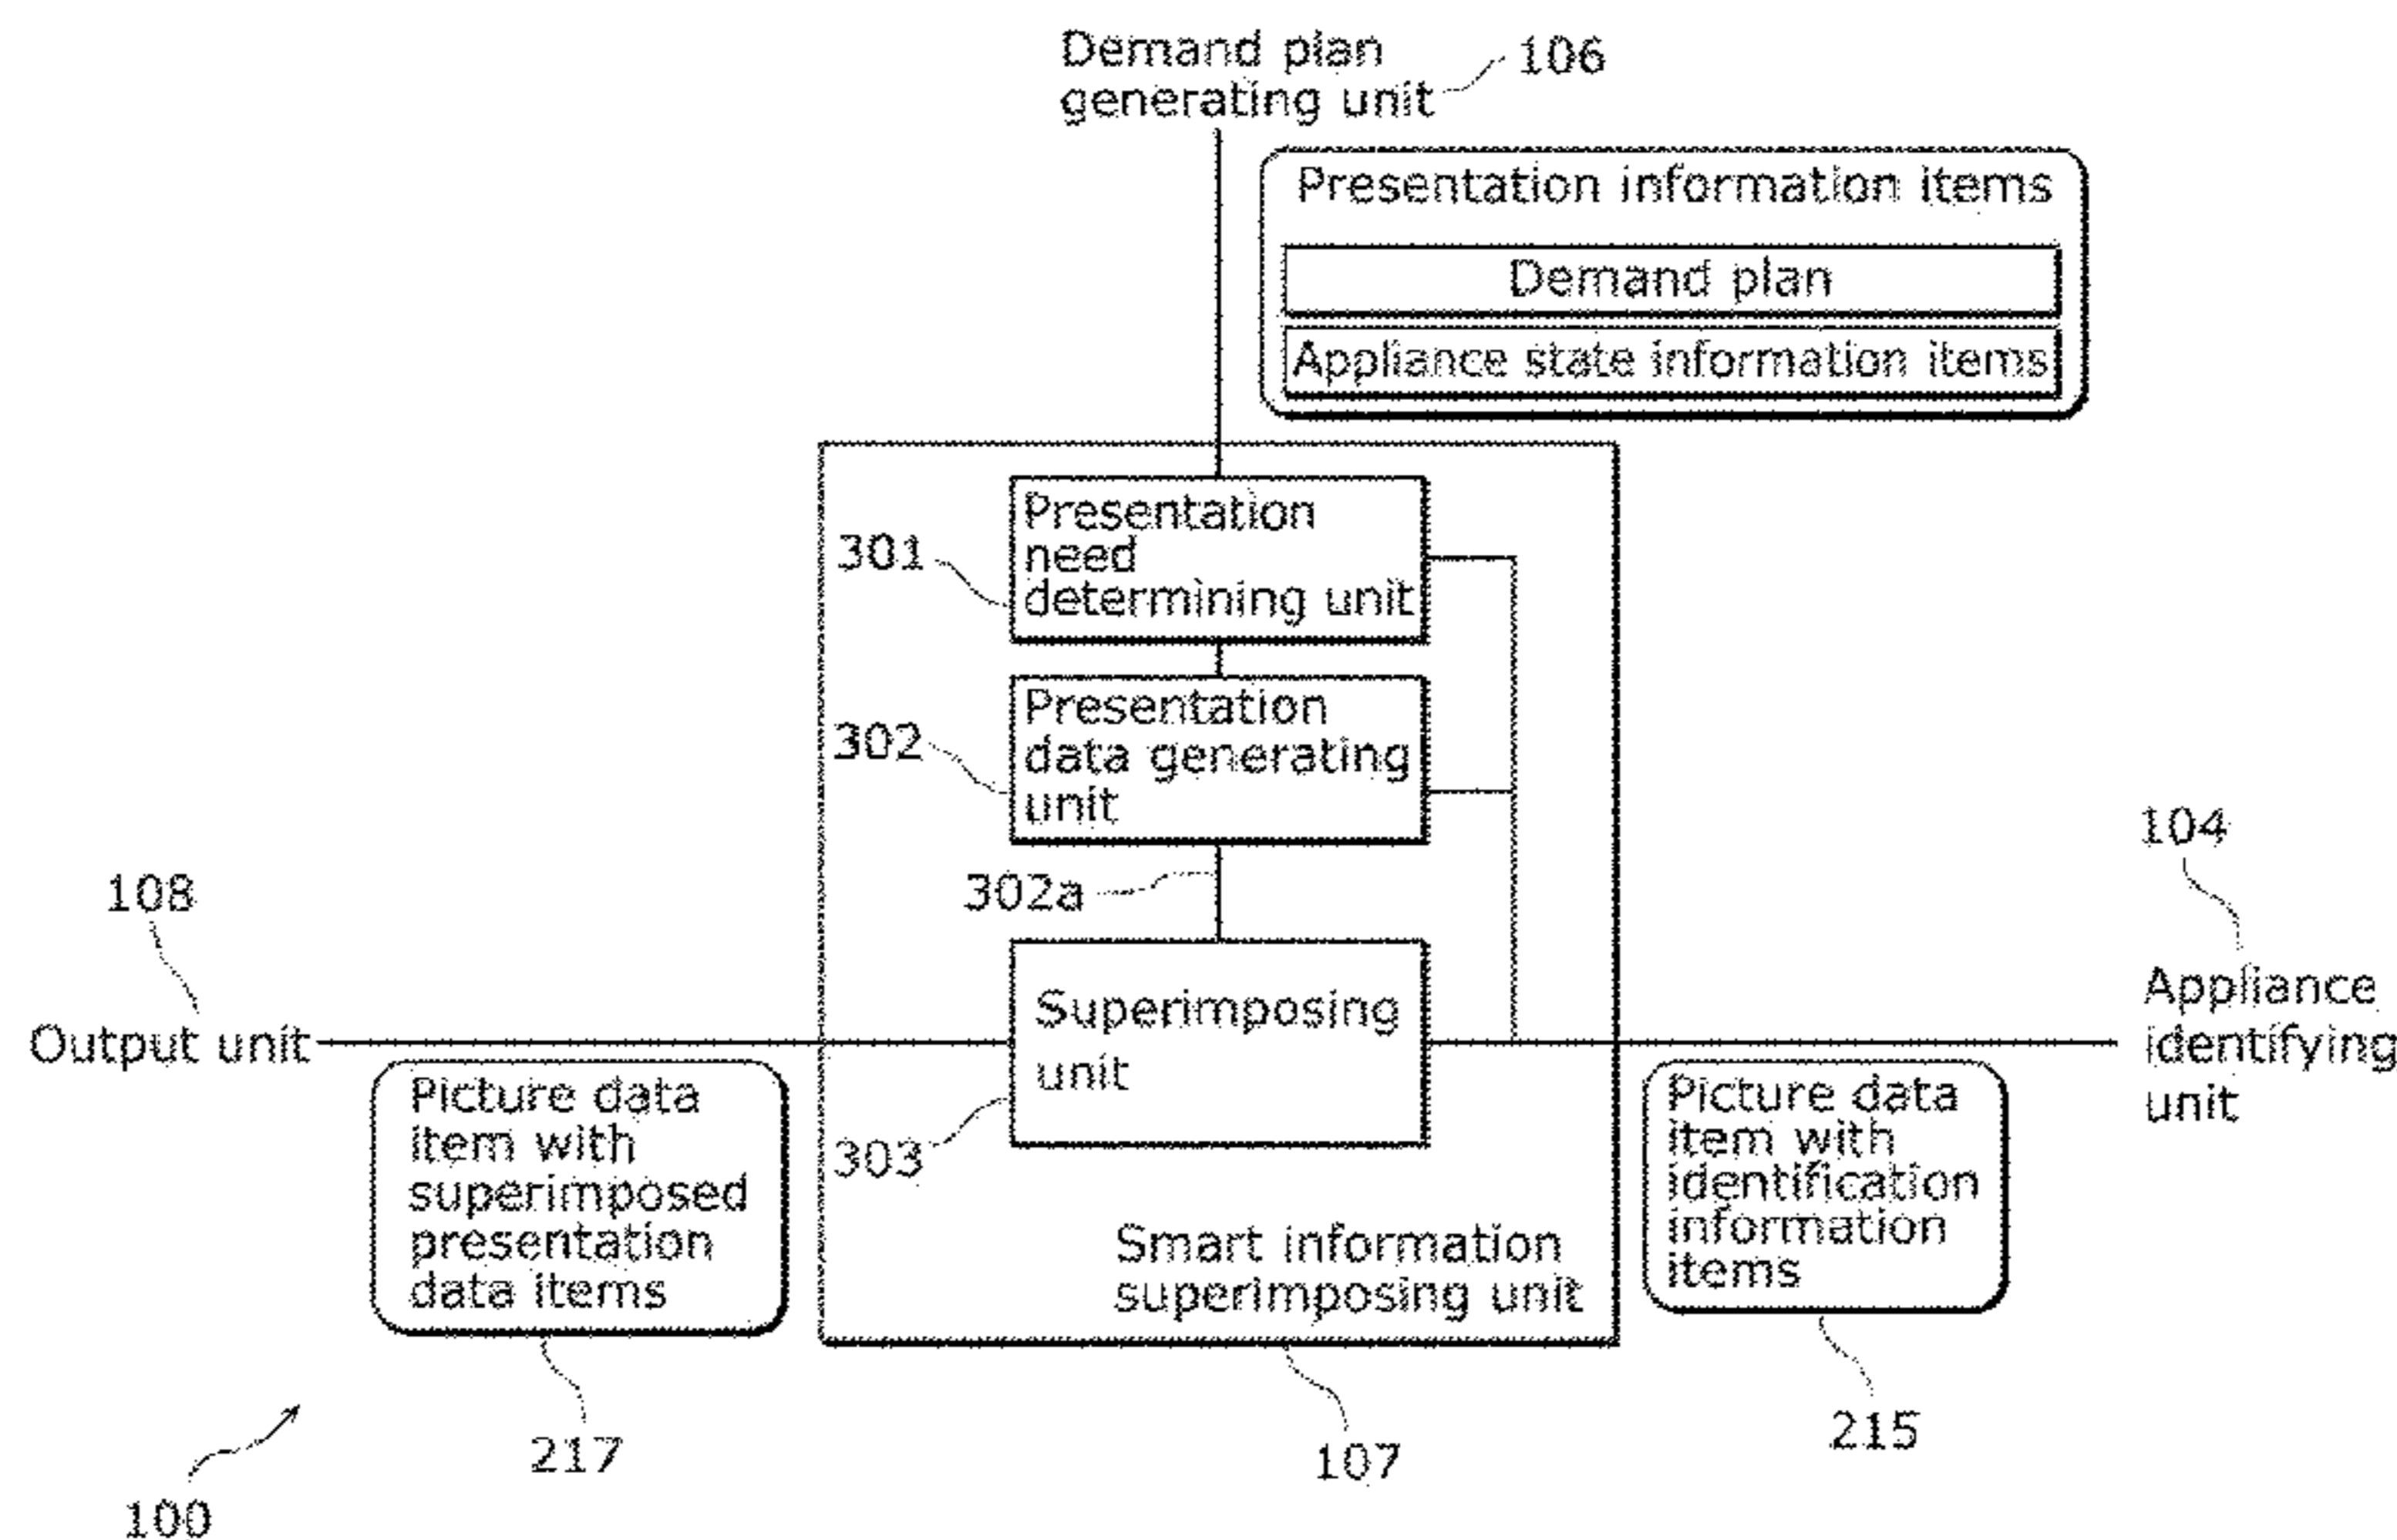 Demand plan
generating unit
106
Presentation information items
Demand plan
Appliance state information items
Presentation
need
determining unit
301
Presentation
data generating
unit
302
302a
104
108
Output unit
Superimposing
unit
303
Appliance
identifying
unit
Picture data
item with
superimposed
presentation
data items
Picture data
item with
identification
information
items
Smart information
superimposing unit
217
107
215
100